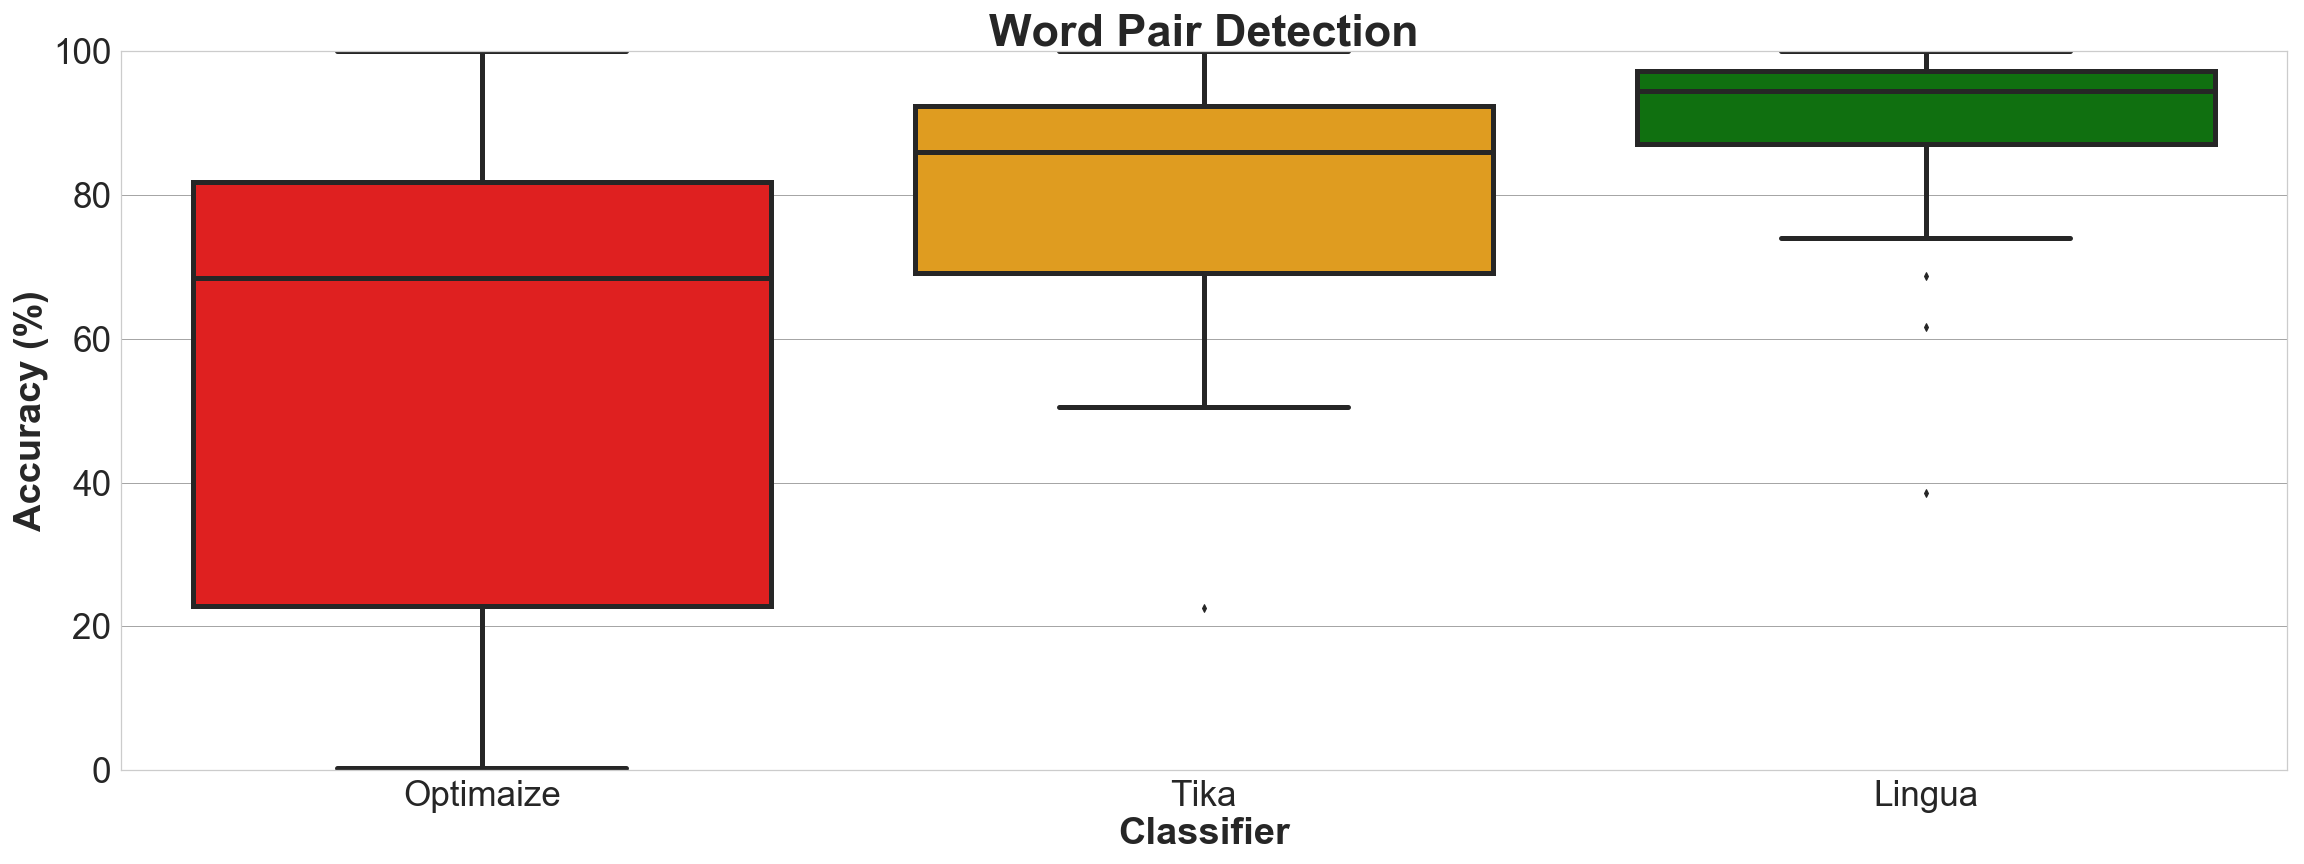 Word Pair Detection
Accuracy (%)
100
80
60
40
20
0
Optimaize
Tika
Lingua
Classifier